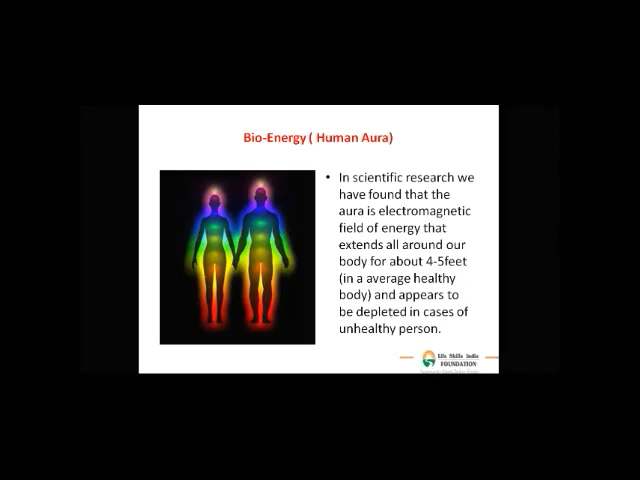 Bio-Energy ( Human Aura)
• In scientific research we
have found that the
aura is electromagnetic
field of energy that
extends all around our
body for about 4-5feet
(in a average healthy
body) and appears to
be depleted in cases of
unhealthy person.
Life Skills India
FOUNDATION